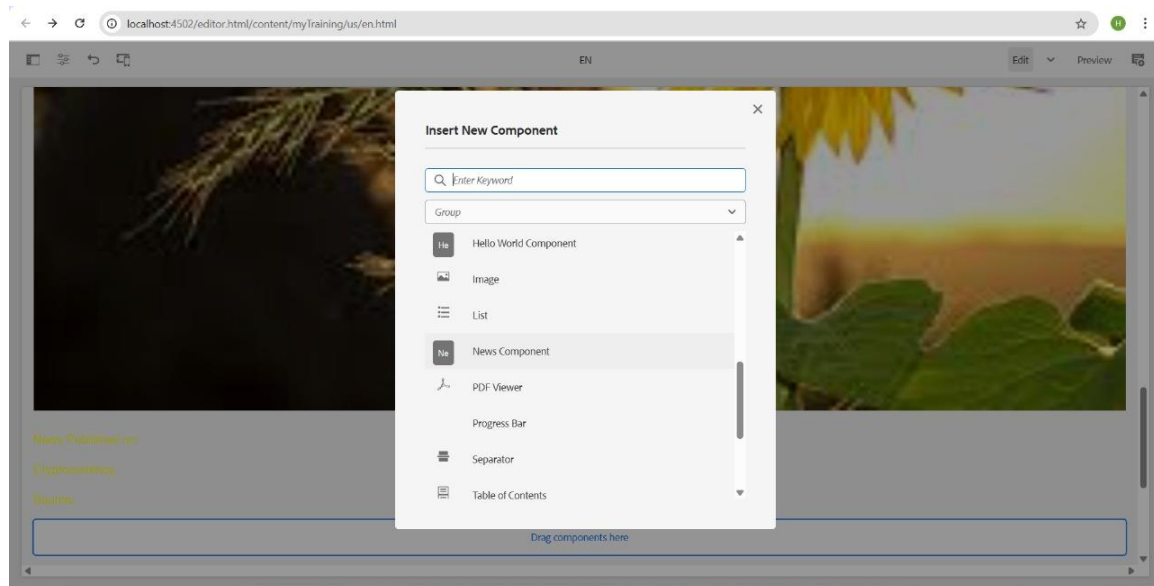 localhost:4502/editor.html/content/myTraining/us/en.html
H
EN
Edit
Preview
Insert New Component
Enter Keyword
Group
He Hello World Component
Image
List
Ne News Component
PDF Viewer
Progress Bar
Separator
Table of Contents
Drag components here